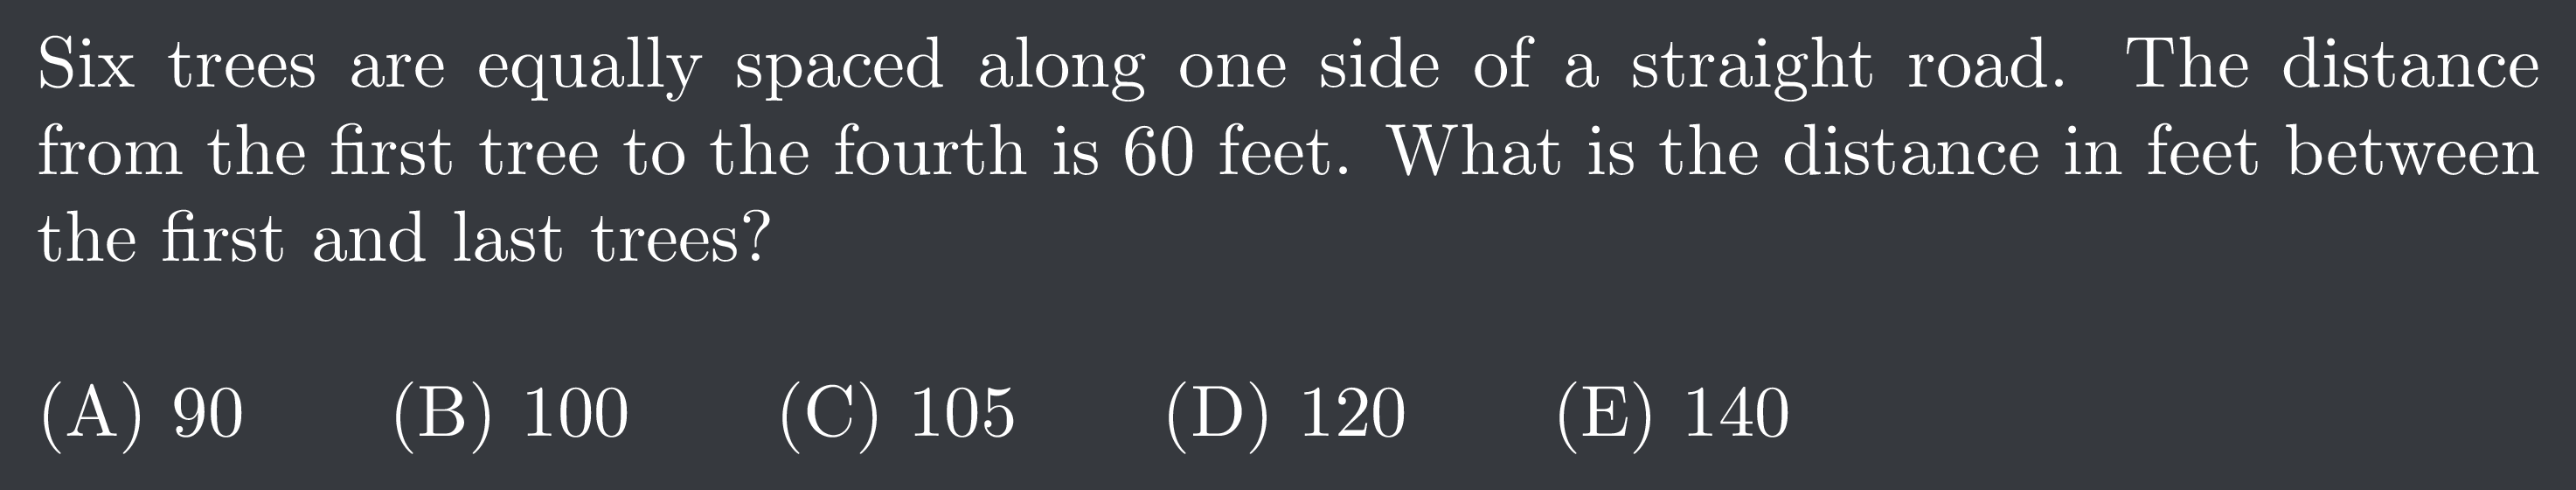 Six trees are equally spaced along one side of a straight road. The distance
from the first tree to the fourth is 60 feet. What is the distance in feet between
the first and last trees?
(A) 90 (B) 100 (C) 105 (D) 120 (E) 140